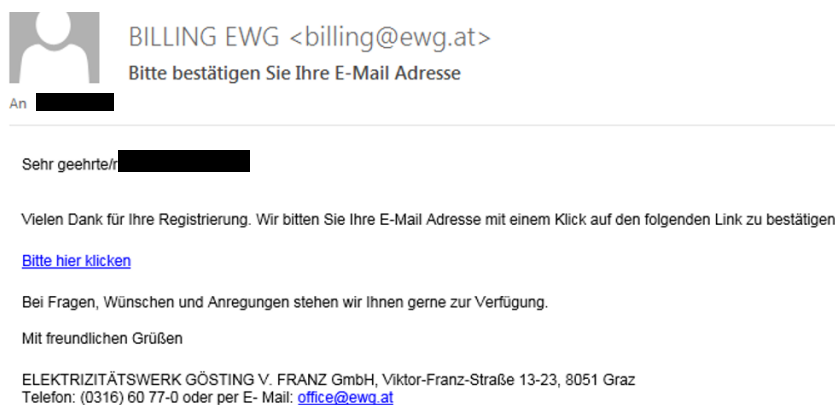 BILLING EWG <billing@ewg.at>
Bitte bestätigen Sie Ihre E-Mail Adresse
An
Sehr geehrte/r
Vielen Dank für Ihre Registrierung. Wir bitten Sie Ihre E-Mail Adresse mit einem Klick auf den folgenden Link zu bestätigen
Bitte hier klicken
Bei Fragen, Wünschen und Anregungen stehen wir Ihnen gerne zur Verfügung.
Mit freundlichen Grüßen
ELEKTRIZITÄTSWERK GÖSTING V. FRANZ GmbH, Viktor-Franz-Straße 13-23, 8051 Graz
Telefon: (0316) 60 77-0 oder per E- Mail: office@ewg.at